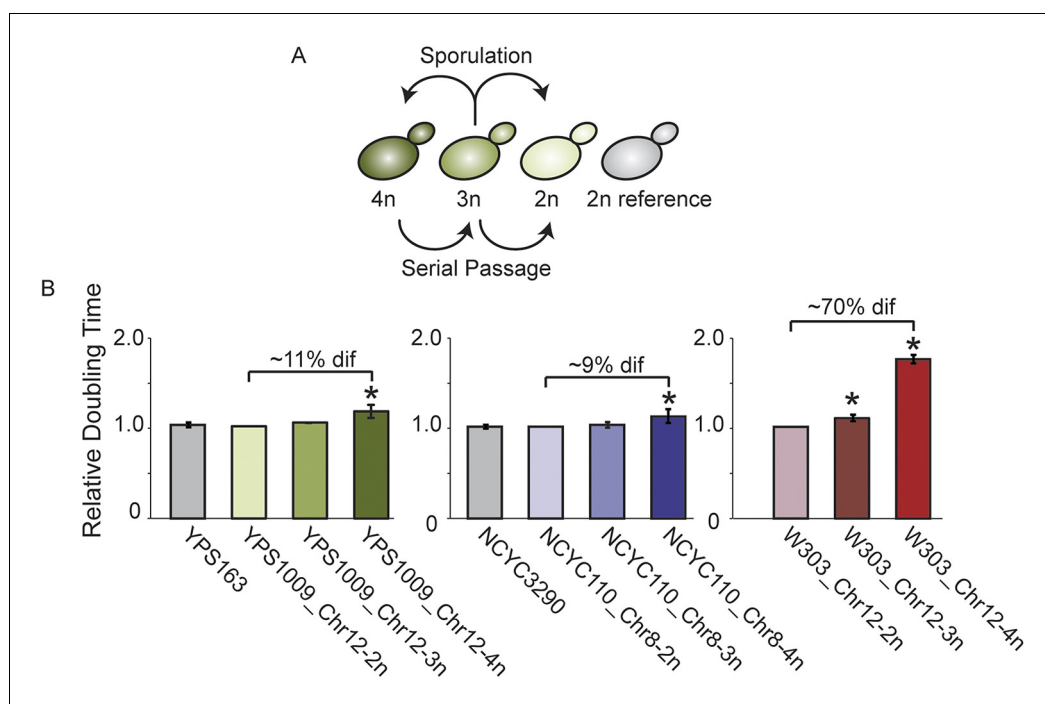 A
Sporulation
4n 3n 2n 2n reference
Serial Passage
B
Relative Doubling Time
2.0
1.0
0
~11% dif
*
YPS163
YPS1009_Chr12-2n
YPS1009_Chr12-3n
YPS1009_Chr12-4n
2.0
1.0
0
~9% dif
*
NCYC3290
NCYC110_Chr8-2n
NCYC110_Chr8-3n
NCYC110_Chr8-4n
2.0
1.0
0
~70% dif
*
*
W303_Chr12-2n
W303_Chr12-3n
W303_Chr12-4n